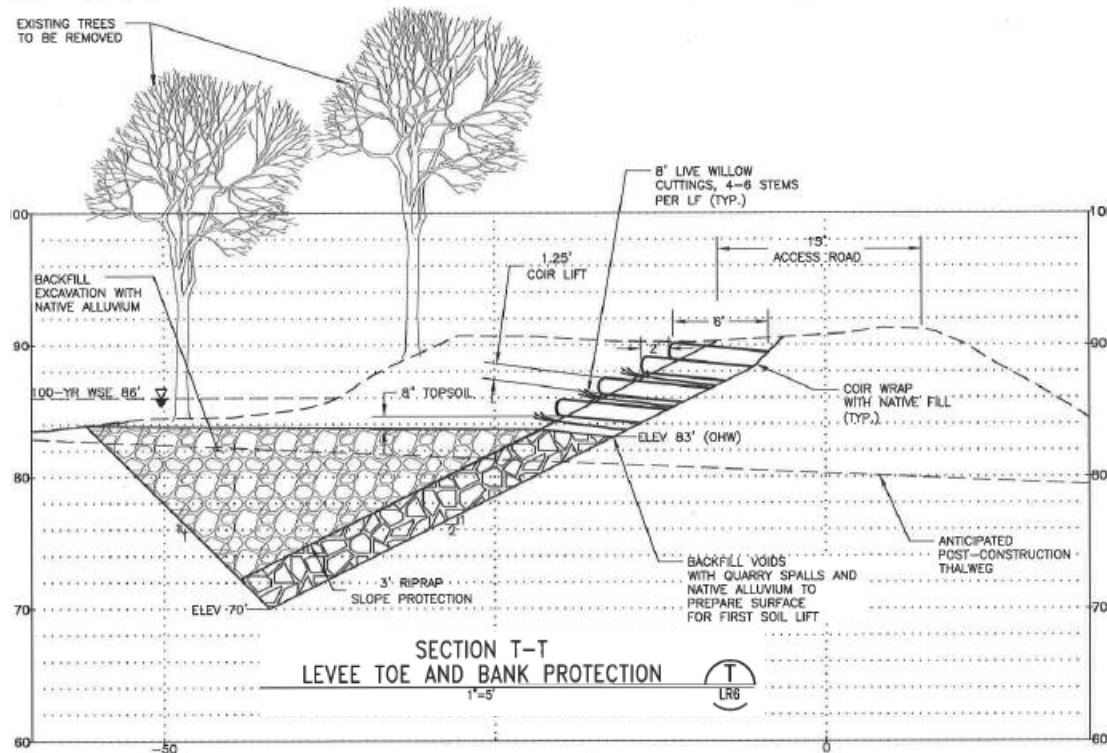 EXISTING TREES
TO BE REMOVED
8' LIVE WILLOW
CUTTINGS, 4-6 STEMS
PER LF (TYP.)
00
10
15'
ACCESS ROAD
1.25'
COIR LIFT
BACKFILL
EXCAVATION WITH
NATIVE ALLUVIUM
6'
2'
90
90
100-YR WSE 86'
8" TOPSOIL
COIR WRAP
WITH NATIVE FILL
(TYP.)
ELEV 83' (OHW)
80
80
1
1
1
2
ANTICIPATED
POST-CONSTRUCTION
THALWEG
BACKFILL VOIDS
WITH QUARRY SPALLS AND
NATIVE ALLUVIUM TO
PREPARE SURFACE
FOR FIRST SOIL LIFT
3' RIPRAP
SLOPE PROTECTION
ELEV 70'
70
70
SECTION T-T
LEVEE TOE AND BANK PROTECTION
1"=5'
T
LR6
60
60
-50
0